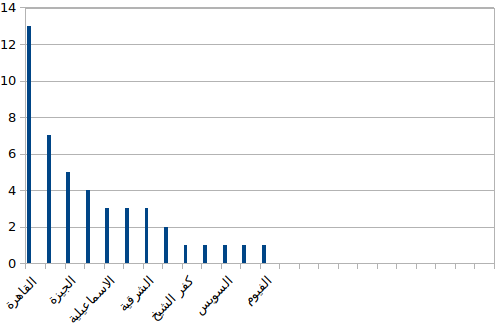 14
12
10
8
6
4
2
0
القاهرة
الجيزة
الاسماعيلية
الشرقية
كفر الشيخ
السويس
الفيوم